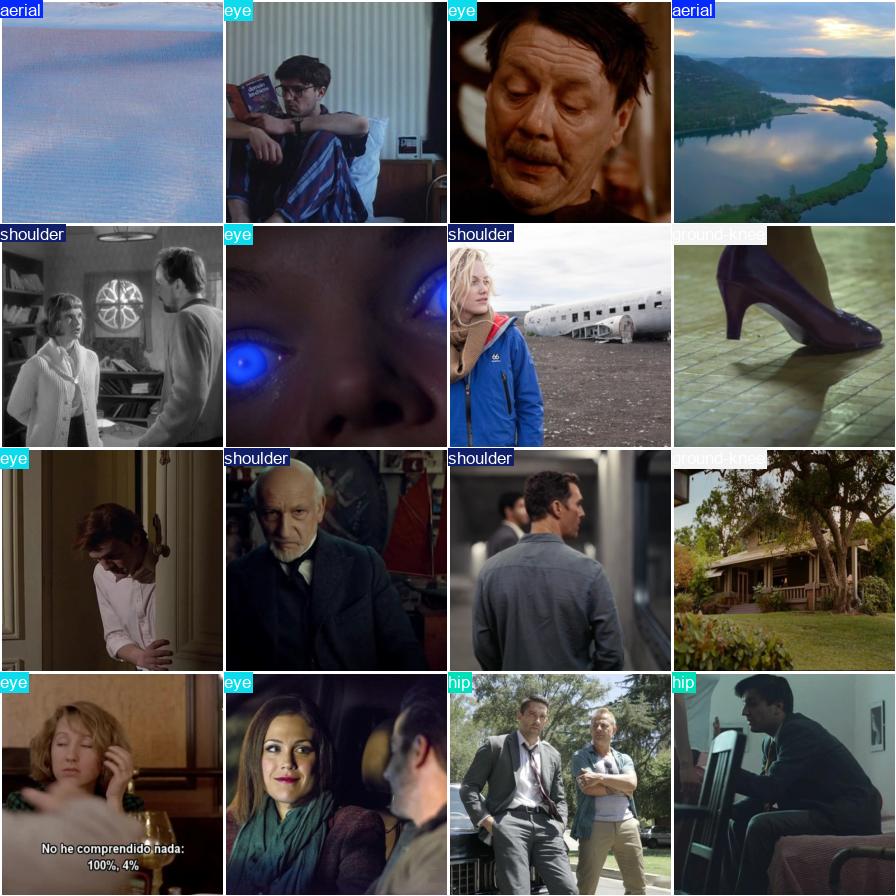 aerial
eye
eye
aerial
shoulder
eye
shoulder
ground-knee
66
eye
shoulder
shoulder
ground-knee
eye
eye
hip
hip
No he comprendido nada:
100%, 4%